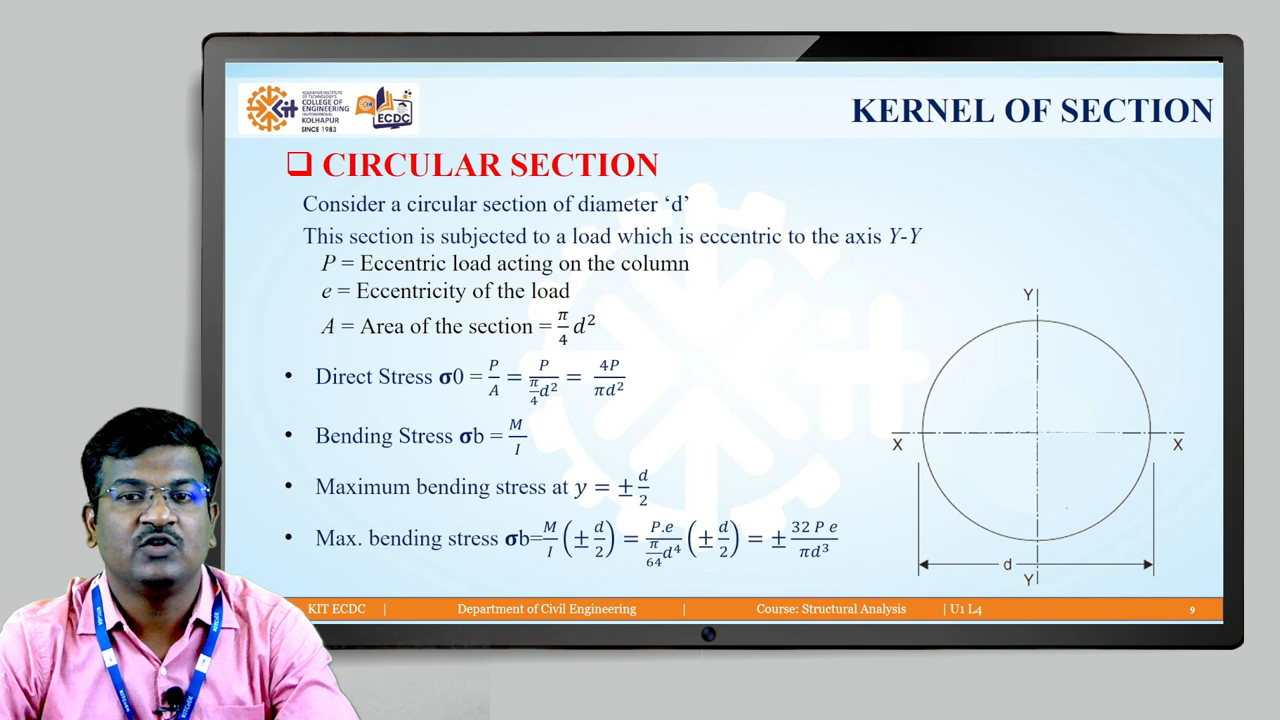 KOLHAPUR INSTITUTE
OF TECHNOLOGY'S
COLLEGE OF
ENGINEERING
(AUTONOMOUS),
KOLHAPUR
SINCE 1983
Kit
ECDC
KERNEL OF SECTION
❑ CIRCULAR SECTION
Consider a circular section of diameter ‘d’
This section is subjected to a load which is eccentric to the axis Y-Y
P = Eccentric load acting on the column
e = Eccentricity of the load
A = Area of the section = π/4 d²
• Direct Stress σ0 = P/A = P/(π/4 d²) = 4P/πd²
• Bending Stress σb = M/I
• Maximum bending stress at y = ± d/2
• Max. bending stress σb= M/I (± d/2) = P.e/(π/64 d⁴) (± d/2) = ± 32 P e/πd³
Y
X X
d
Y
KIT ECDC | Department of Civil Engineering | Course: Structural Analysis | U1 L4 9